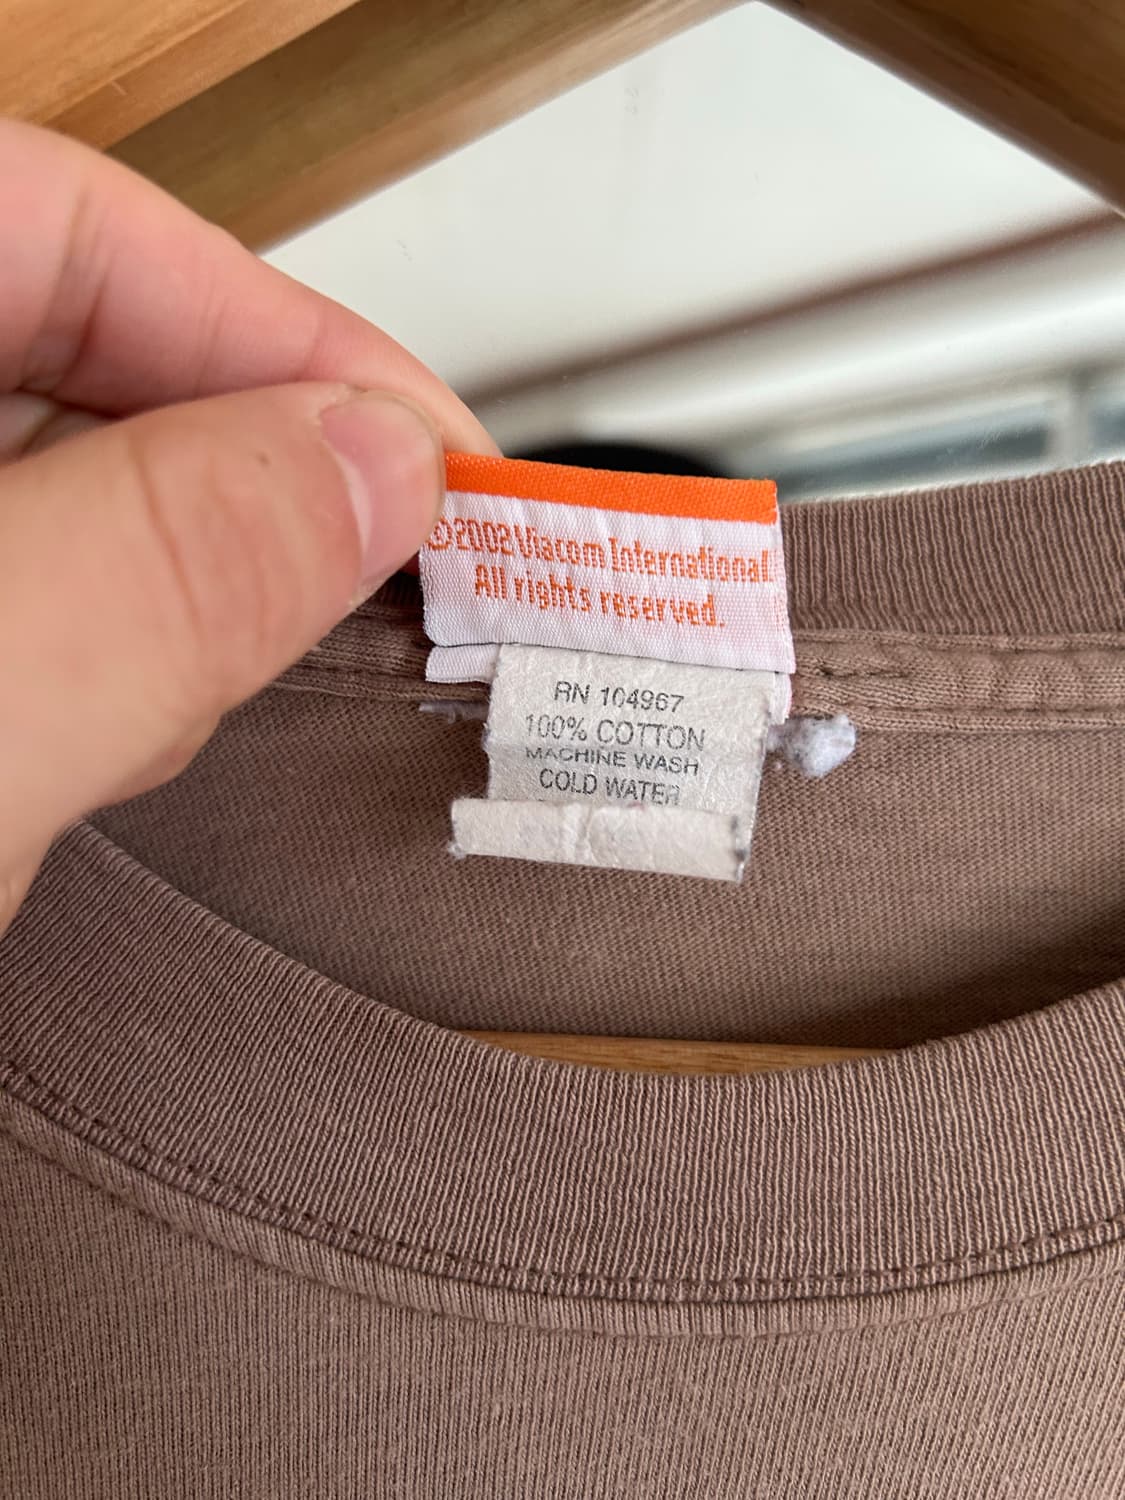 ©2002 Viacom International.
All rights reserved.
RN 104967
100% COTTON
MACHINE WASH
COLD WATER